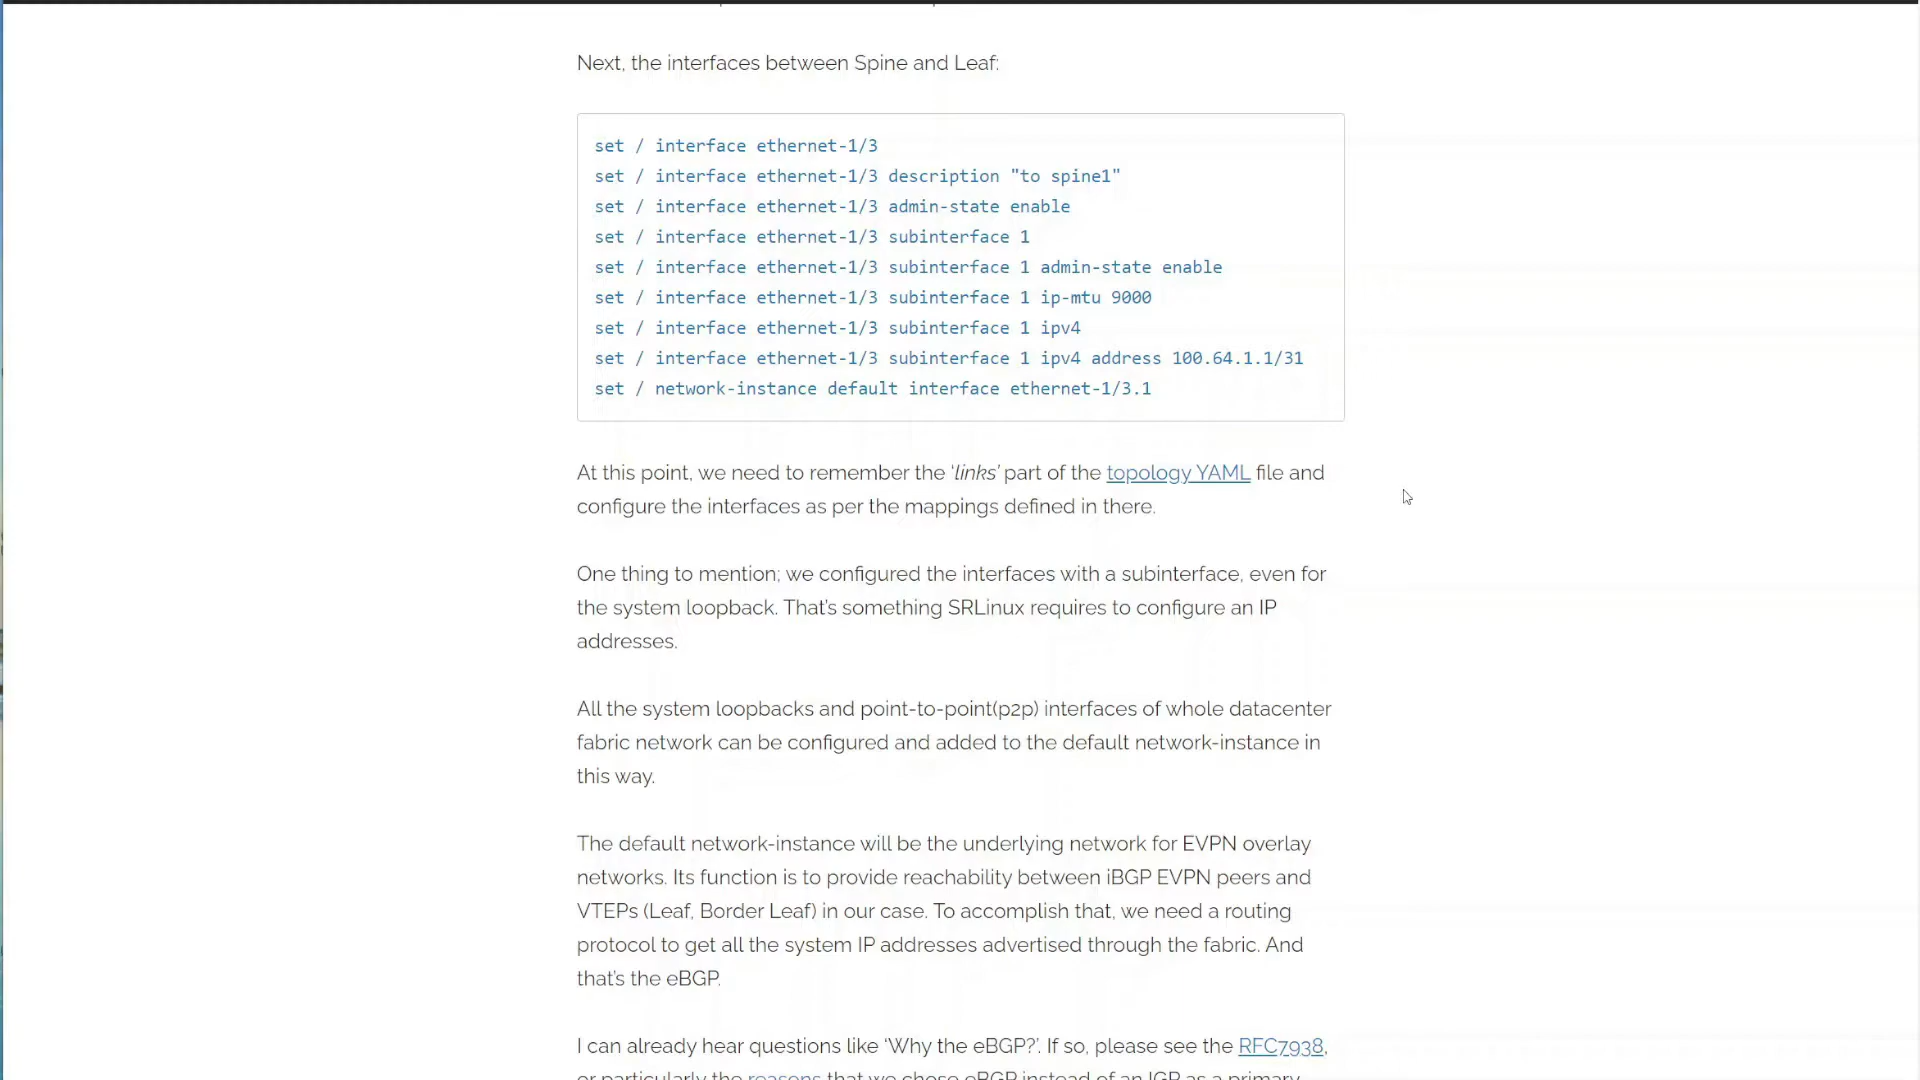 Next, the interfaces between Spine and Leaf:
set / interface ethernet-1/3
set / interface ethernet-1/3 description "to spine1"
set / interface ethernet-1/3 admin-state enable
set / interface ethernet-1/3 subinterface 1
set / interface ethernet-1/3 subinterface 1 admin-state enable
set / interface ethernet-1/3 subinterface 1 ip-mtu 9000
set / interface ethernet-1/3 subinterface 1 ipv4
set / interface ethernet-1/3 subinterface 1 ipv4 address 100.64.1.1/31
set / network-instance default interface ethernet-1/3.1
At this point, we need to remember the ‘links’ part of the topology YAML file and
configure the interfaces as per the mappings defined in there.
One thing to mention; we configured the interfaces with a subinterface, even for
the system loopback. That’s something SRLinux requires to configure an IP
addresses.
All the system loopbacks and point-to-point(p2p) interfaces of whole datacenter
fabric network can be configured and added to the default network-instance in
this way.
The default network-instance will be the underlying network for EVPN overlay
networks. Its function is to provide reachability between iBGP EVPN peers and
VTEPs (Leaf, Border Leaf) in our case. To accomplish that, we need a routing
protocol to get all the system IP addresses advertised through the fabric. And
that’s the eBGP.
I can already hear questions like ‘Why the eBGP?’. If so, please see the RFC7938,
or particularly the reasons that we chose eBGP instead of an IGP as a primary